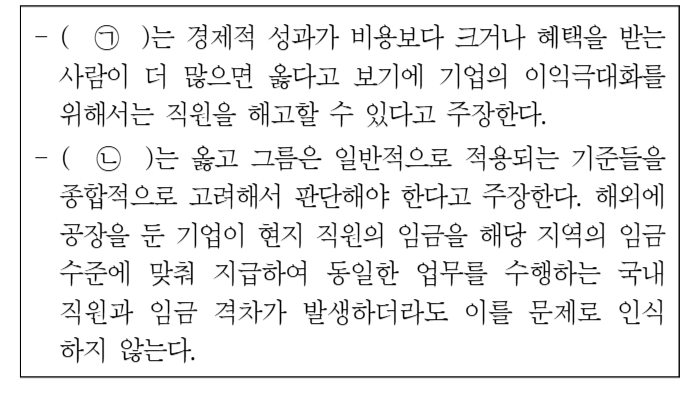 - ( ㉠ )는 경제적 성과가 비용보다 크거나 혜택을 받는
사람이 더 많으면 옳다고 보기에 기업의 이익극대화를
위해서는 직원을 해고할 수 있다고 주장한다.
- ( ㉡ )는 옳고 그름은 일반적으로 적용되는 기준들을
종합적으로 고려해서 판단해야 한다고 주장한다. 해외에
공장을 둔 기업이 현지 직원의 임금을 해당 지역의 임금
수준에 맞춰 지급하여 동일한 업무를 수행하는 국내
직원과 임금 격차가 발생하더라도 이를 문제로 인식
하지 않는다.